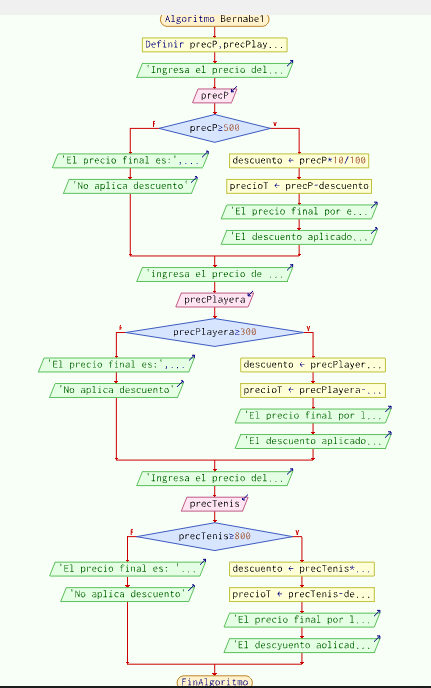 Algoritmo Bernabe1
Definir precP,precPlay...
'Ingresa el precio del...
precP
precP≥500
F
V
'El precio final es:',...
descuento ← precP*10/100
'No aplica descuento'
precioT ← precP-descuento
'El precio final por e...
'El descuento aplicado...
'ingresa el precio de ...
precPlayera
precPlayera≥300
F
V
'El precio final es:',...
descuento ← precPlayer...
'No aplica descuento'
precioT ← precPlayera-...
'El precio final por l...
'El descuento aplicado...
'Ingresa el precio del...
precTenis
precTenis≥800
F
V
'El precio final es: '...
descuento ← precTenis*...
'No aplica descuento'
precioT ← precTenis-de...
'El precio final por l...
'El descyuento aolicad...
FinAlgoritmo